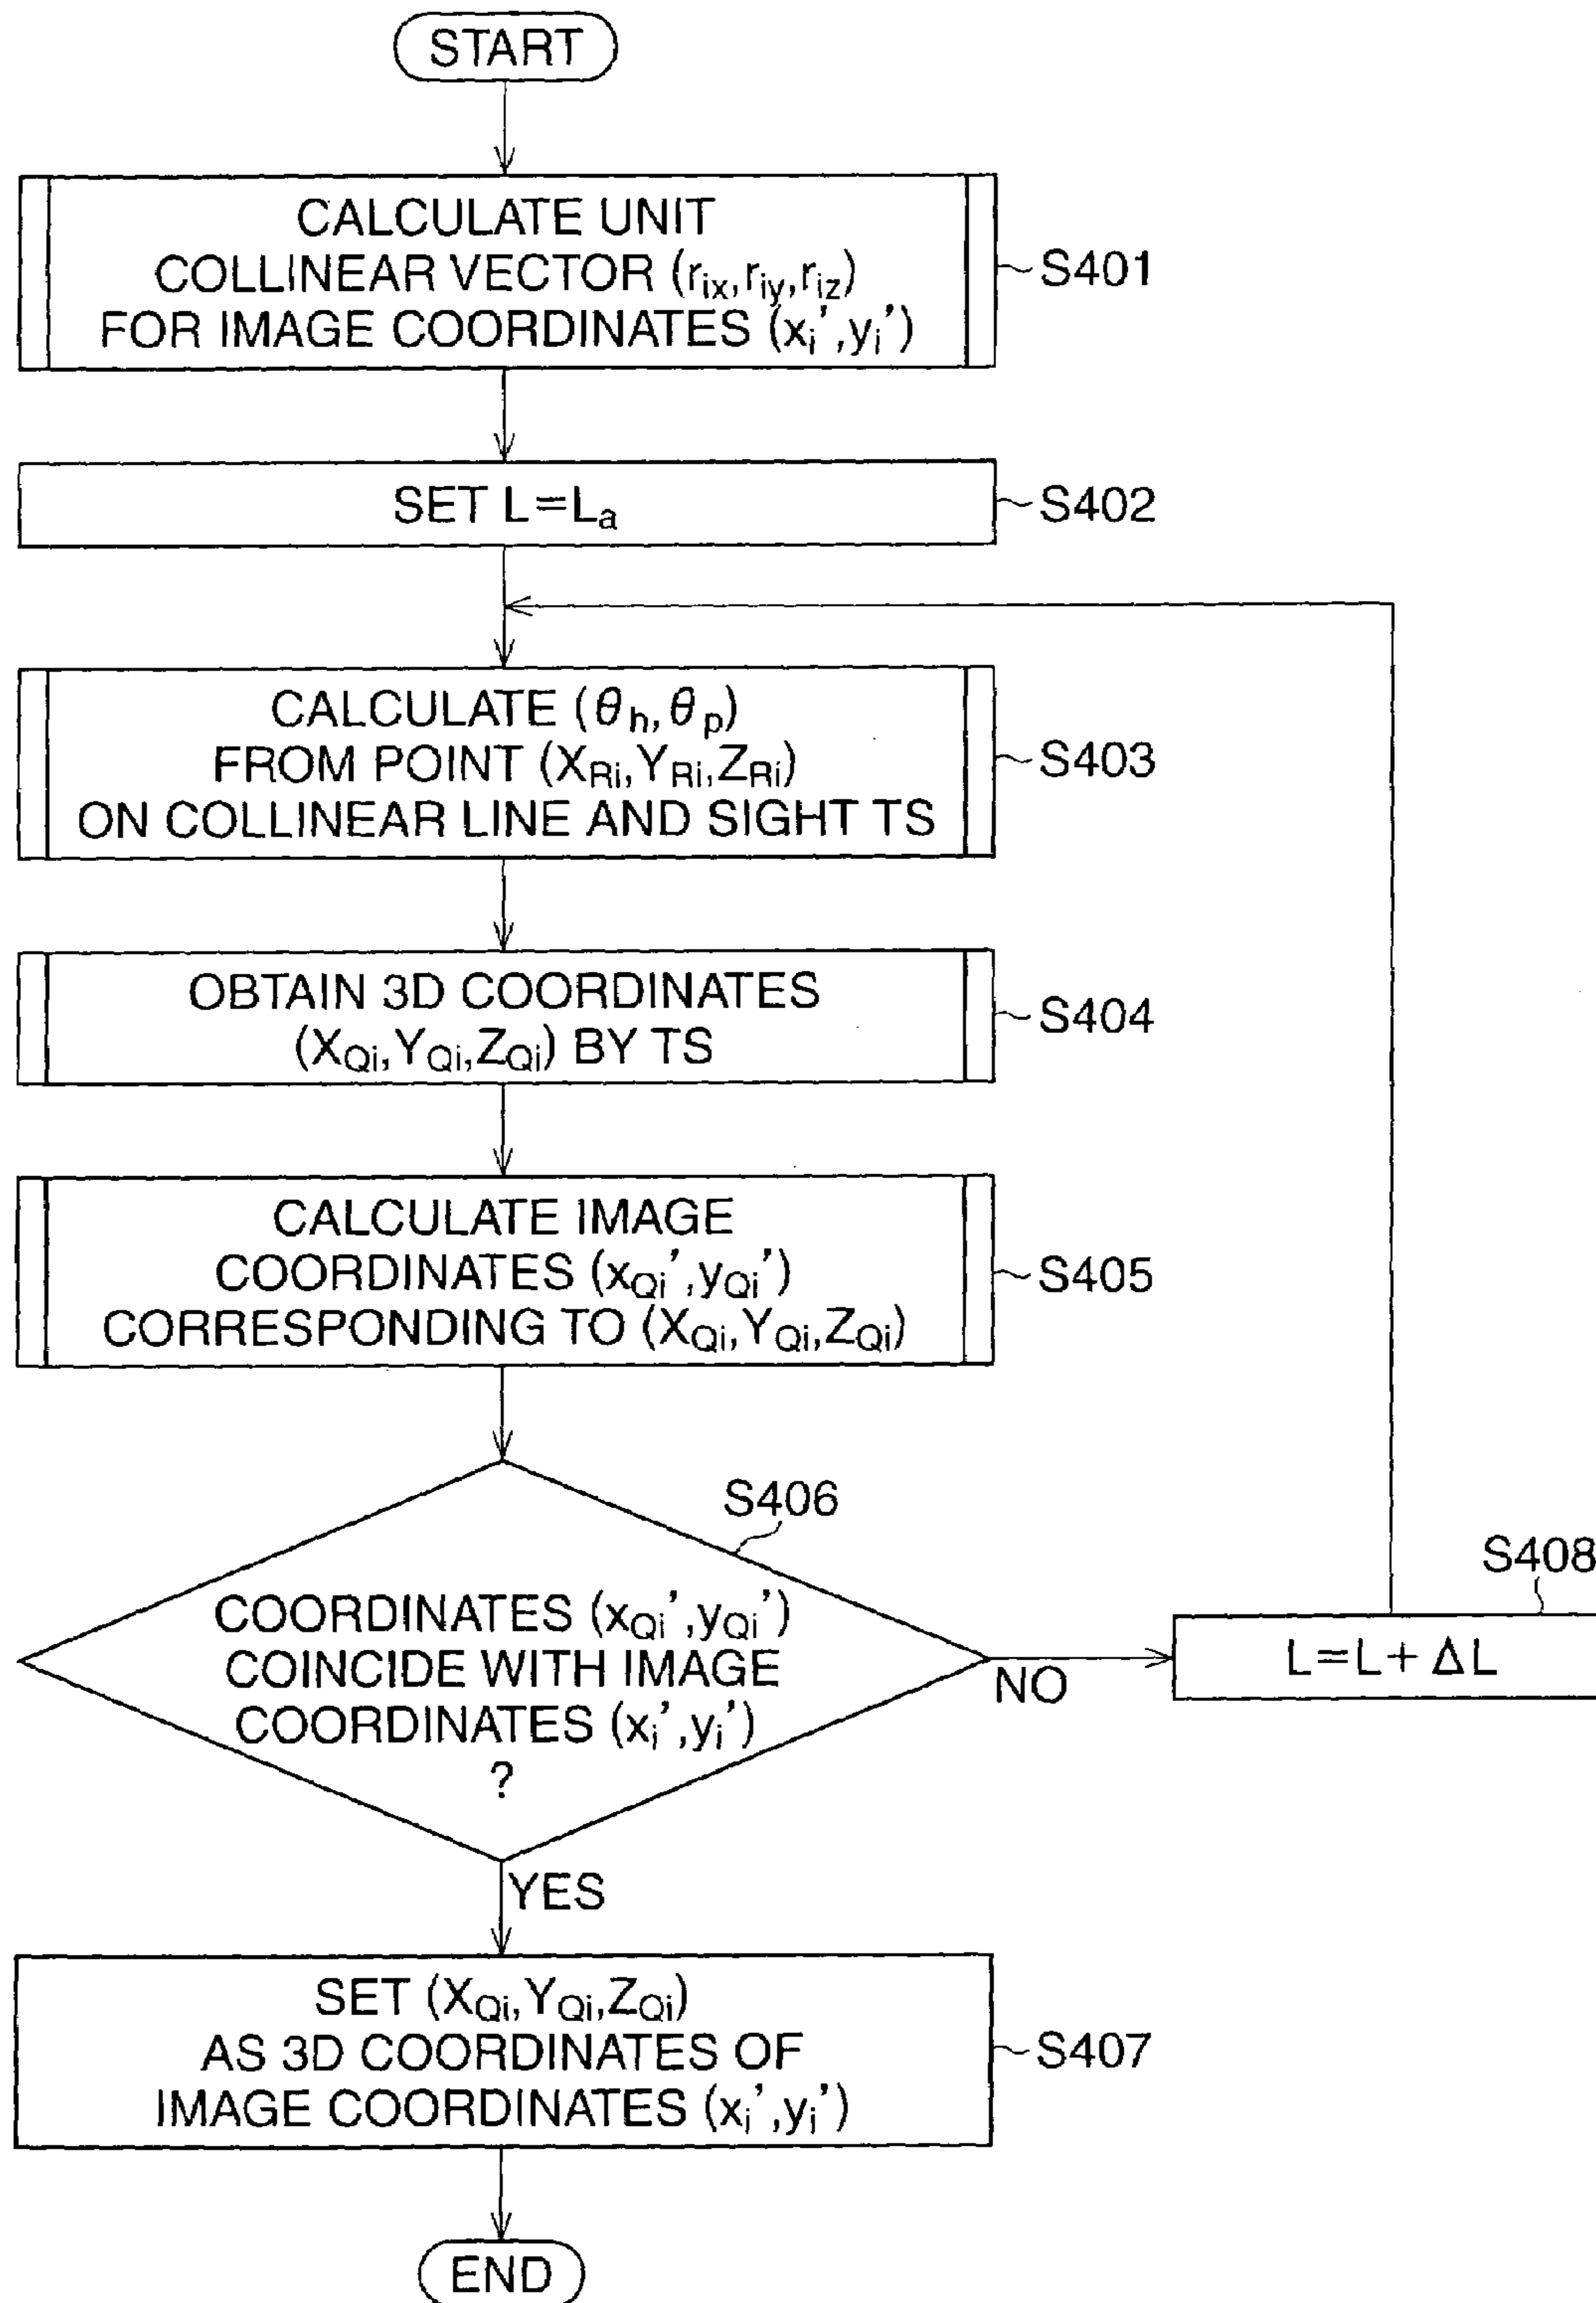 START
CALCULATE UNIT
COLLINEAR VECTOR (rix,riy,riz)
FOR IMAGE COORDINATES (xi',yi')
S401
SET L=La
S402
CALCULATE (θh,θp)
FROM POINT (XRi,YRi,ZRi)
ON COLLINEAR LINE AND SIGHT TS
S403
OBTAIN 3D COORDINATES
(XQi,YQi,ZQi) BY TS
S404
CALCULATE IMAGE
COORDINATES (xQi',yQi')
CORRESPONDING TO (XQi,YQi,ZQi)
S405
S406
COORDINATES (xQi',yQi')
COINCIDE WITH IMAGE
COORDINATES (xi',yi')
?
NO
S408
L=L+ΔL
YES
SET (XQi,YQi,ZQi)
AS 3D COORDINATES OF
IMAGE COORDINATES (xi',yi')
S407
END